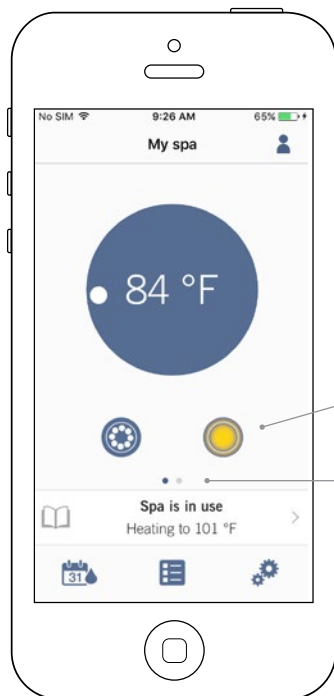 No SIM 9:26 AM 65%
My spa
84 °F
Spa is in use
Heating to 101 °F
31